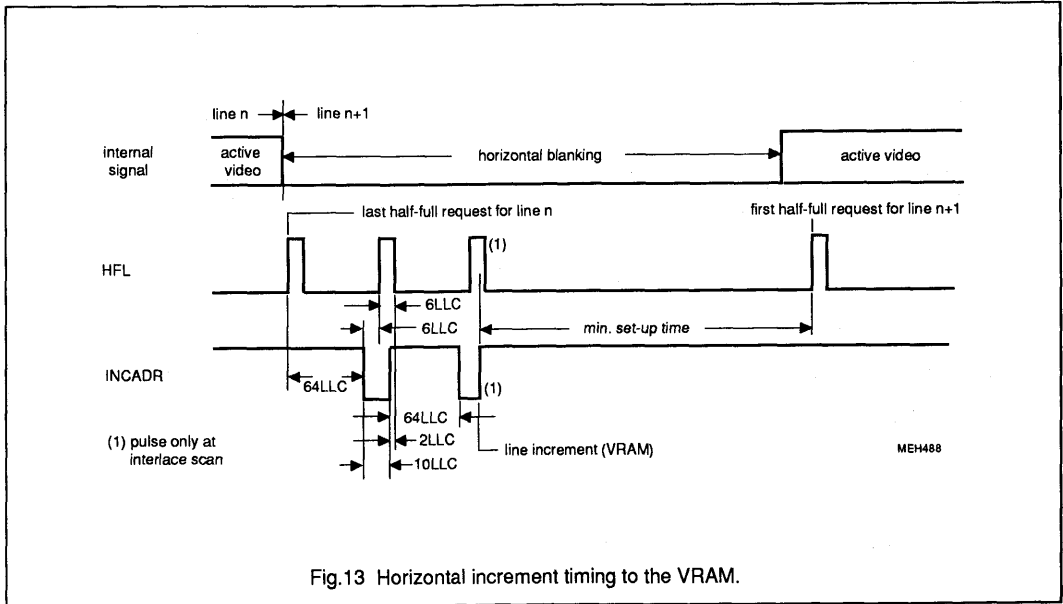 line n line n+1
internal signal
active video
horizontal blanking
active video
last half-full request for line n
first half-full request for line n+1
HFL
(1)
6LLC
6LLC
min. set-up time
INCADR
64LLC
(1)
64LLC
2LLC
line increment (VRAM)
10LLC
(1) pulse only at
interlace scan
MEH488
Fig.13 Horizontal increment timing to the VRAM.